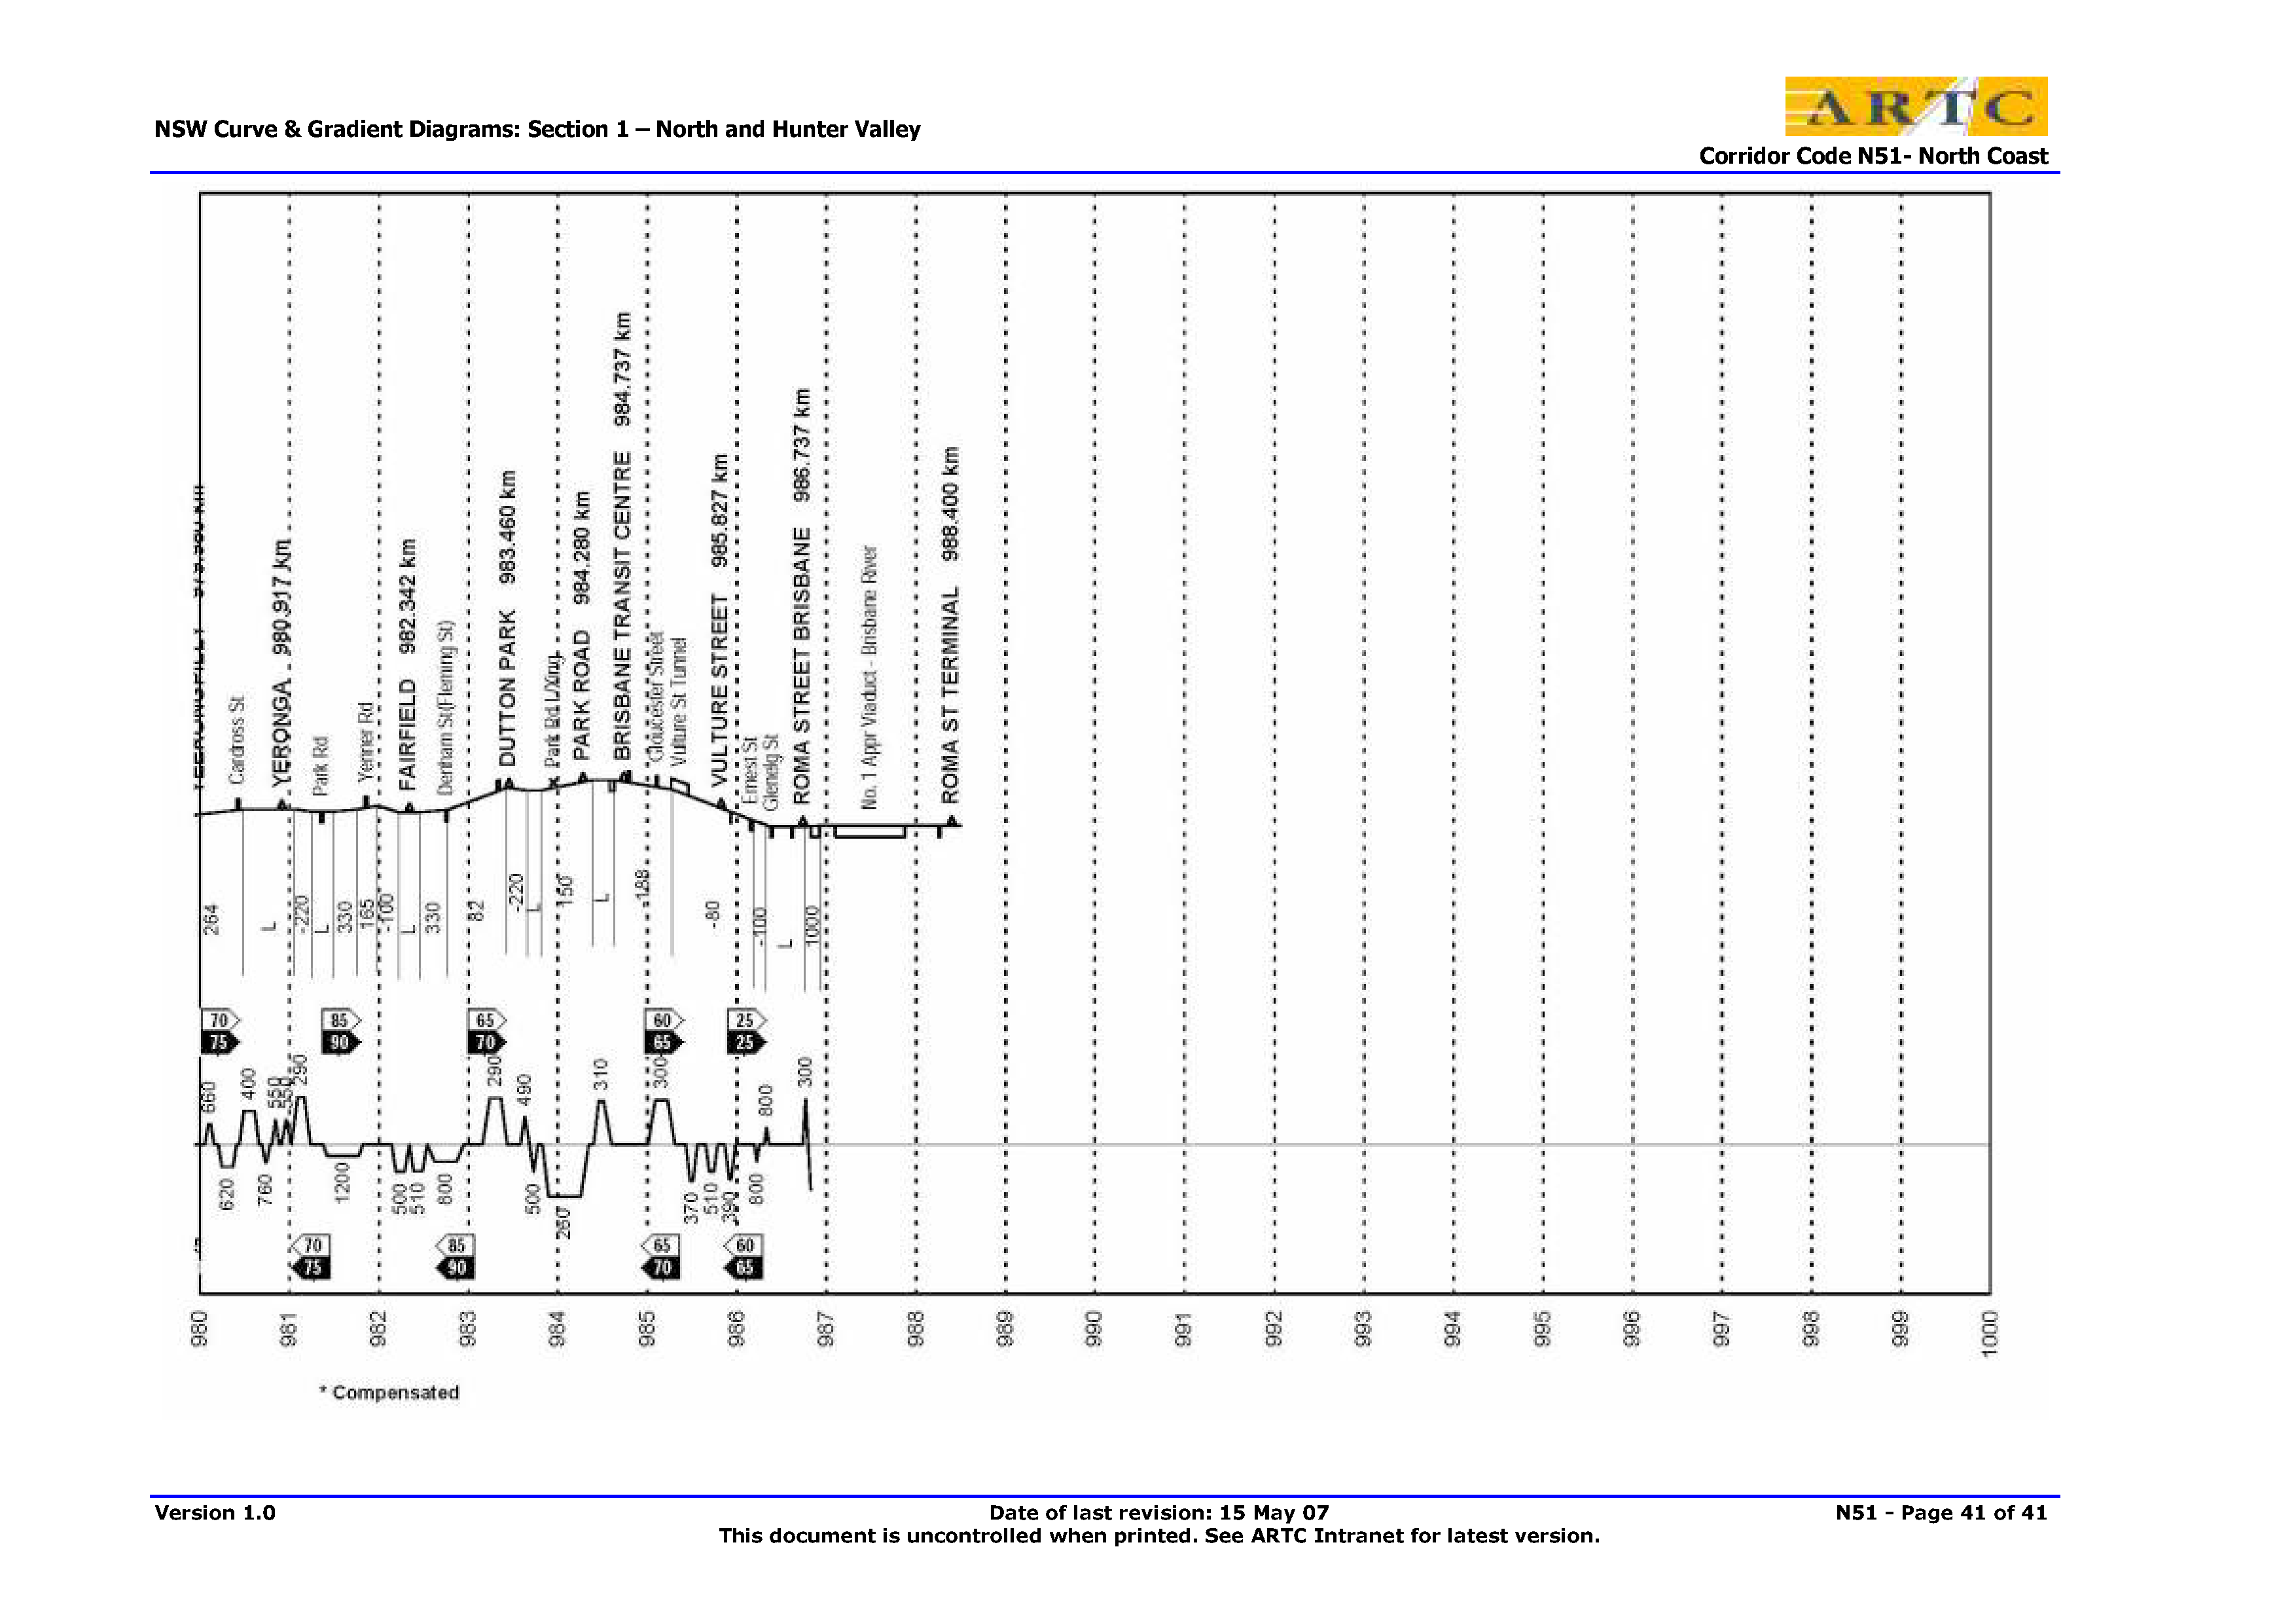 NSW Curve & Gradient Diagrams: Section 1 – North and Hunter Valley
ARTC
Corridor Code N51- North Coast
Cardross St
YERONGA 980.917 km
Park Rd
Yenner Rd
FAIRFIELD 982.342 km
Denham St(Fleming St)
DUTTON PARK 983.460 km
Park Rd L/Xing
PARK ROAD 984.280 km
BRISBANE TRANSIT CENTRE 984.737 km
Gloucester Street
Vulture St Tunnel
VULTURE STREET 985.827 km
Ernest St
Glenelg St
ROMA STREET BRISBANE 986.737 km
No. 1 Appr Viaduct - Brisbane River
ROMA ST TERMINAL 988.400 km
264
L
-220
L
330
165
-100
L
330
82
-220
L
150
L
-188
-80
-100
L
1000
70 85 65 60 25
75 90 70 65 25
660
400
550
550
290
290
490
310
300
800
300
620
760
1200
500
510
800
500
260
370
510
390
800
70 85 65 60
75 90 70 65
980 981 982 983 984 985 986 987 988 989 990 991 992 993 994 995 996 997 998 999 1000
* Compensated
Version 1.0
Date of last revision: 15 May 07
N51 - Page 41 of 41
This document is uncontrolled when printed. See ARTC Intranet for latest version.